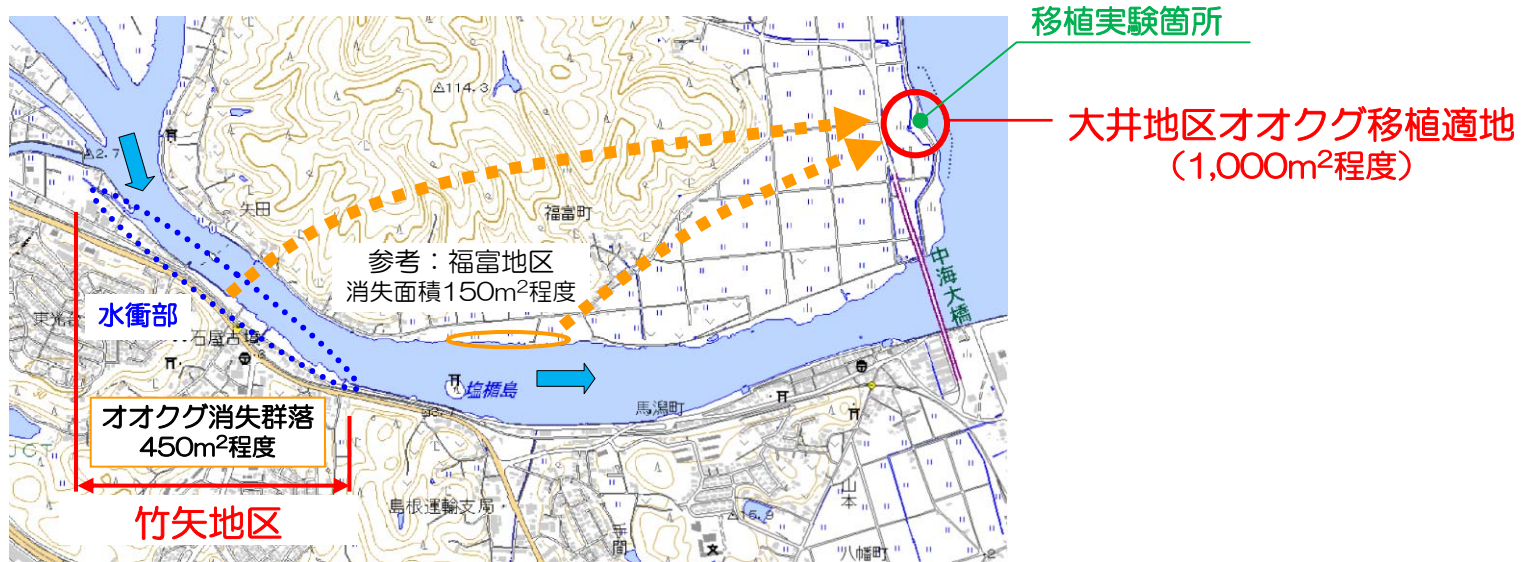 移植実験箇所
大井地区オオクグ移植適地
（1,000m²程度）
△114.3
△2.7
矢田
福富町
参考：福富地区
消失面積150m²程度
中海大橋
水衝部
石屋古墳
塩楯島
馬潟町
オオクグ消失群落
450m²程度
竹矢地区
島根運輸支局
手間
△15.9
山本
八幡町